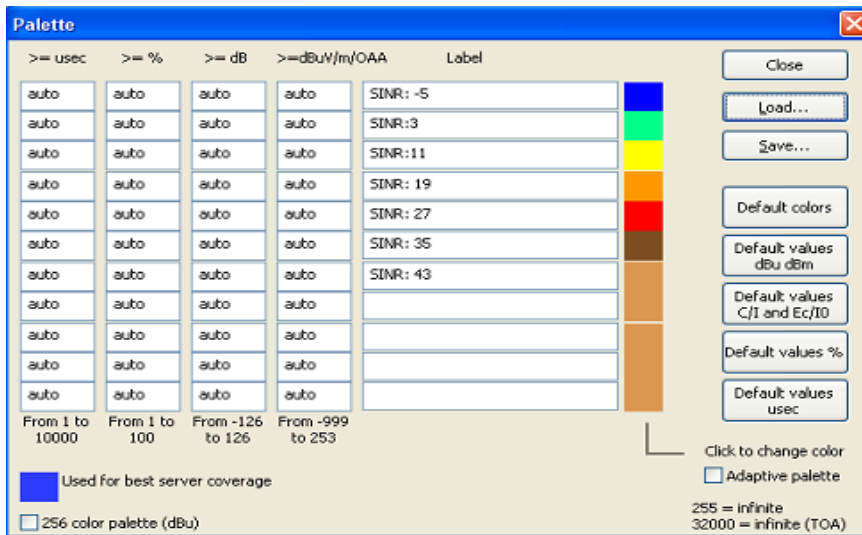 Palette
>= usec >= % >= dB >=dBuV/m/OAA Label
Close
auto auto auto auto SINR: -5
Load...
auto auto auto auto SINR:3
Save...
auto auto auto auto SINR:11
auto auto auto auto SINR: 19
Default colors
auto auto auto auto SINR: 27
auto auto auto auto SINR: 35
Default values
dBu dBm
auto auto auto auto SINR: 43
auto auto auto auto
Default values
C/I and Ec/I0
auto auto auto auto
auto auto auto auto
Default values %
auto auto auto auto
Default values
usec
From 1 to From 1 to From -126 From -999
10000 100 to 126 to 253
Click to change color
Used for best server coverage
Adaptive palette
256 color palette (dBu)
255 = infinite
32000 = infinite (TOA)